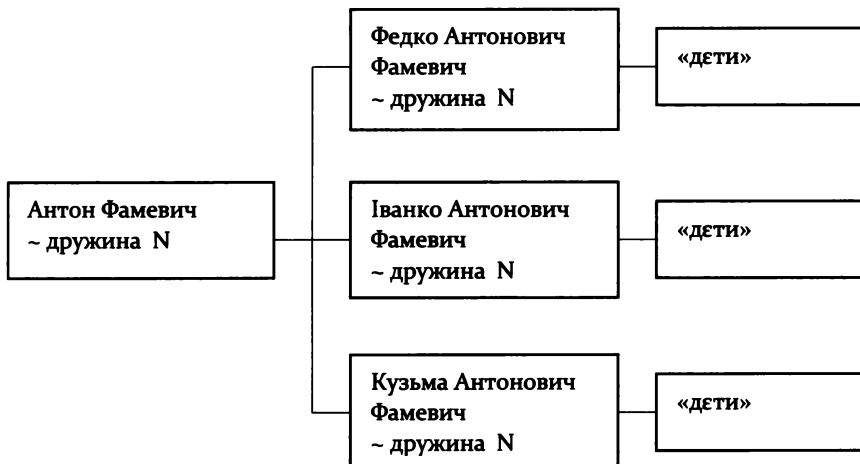 Федко Антонович
Фамевич
~ дружина N
«дєти»
Антон Фамевич
~ дружина N
Іванко Антонович
Фамевич
~ дружина N
«дєти»
Кузьма Антонович
Фамевич
~ дружина N
«дєти»